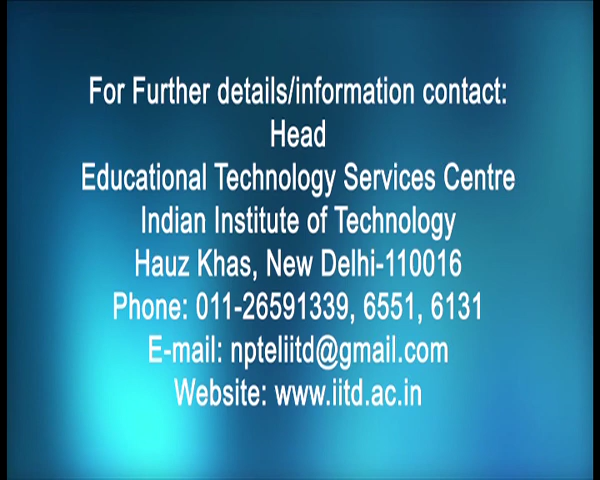 For Further details/information contact:
Head
Educational Technology Services Centre
Indian Institute of Technology
Hauz Khas, New Delhi-110016
Phone: 011-26591339, 6551, 6131
E-mail: npteliitd@gmail.com
Website: www.iitd.ac.in